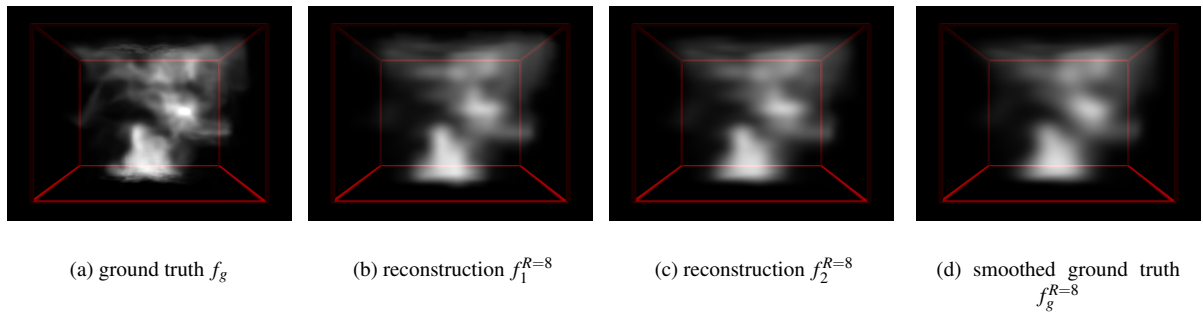 (a) ground truth f_g
(b) reconstruction f_1^{R=8}
(c) reconstruction f_2^{R=8}
(d) smoothed ground truth
f_g^{R=8}